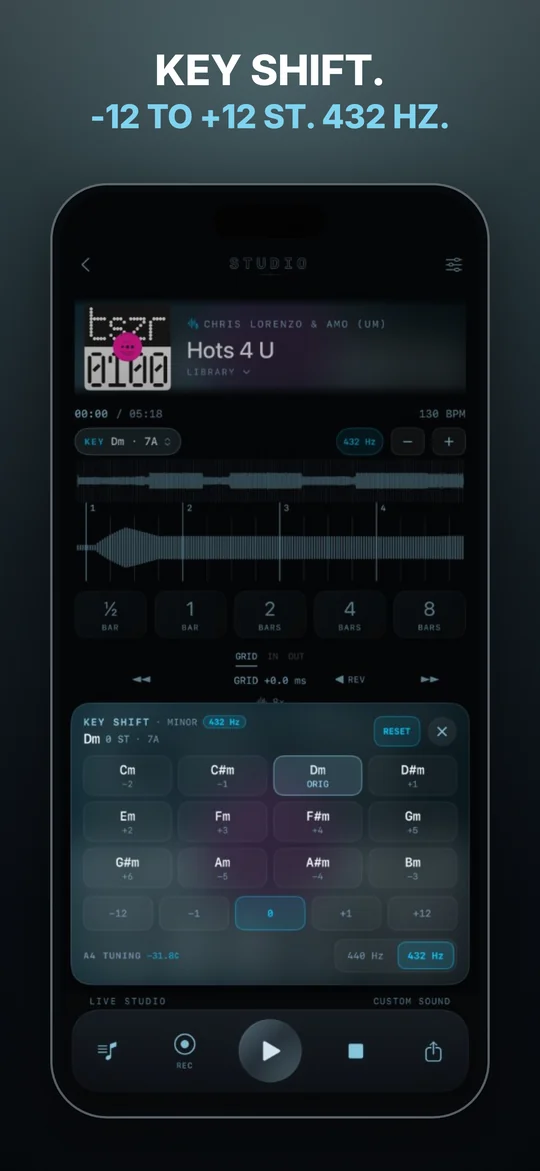 KEY SHIFT.
-12 TO +12 ST. 432 HZ.
STUDIO
tszr
0100
CHRIS LORENZO & AMO (UM)
Hots 4 U
LIBRARY
00:00 / 05:18 130 BPM
KEY Dm · 7A 432 Hz − +
1 2 3 4
½ 1 2 4 8
BAR BAR BARS BARS BARS
GRID IN OUT
◀◀ GRID +0.0 ms ◀ REV ▶▶
KEY SHIFT · MINOR 432 Hz
Dm 0 ST · 7A RESET ×
Cm C#m Dm D#m
−2 −1 ORIG +1
Em Fm F#m Gm
+2 +3 +4 +5
G#m Am A#m Bm
+6 −5 −4 −3
−12 −1 0 +1 +12
A4 TUNING −31.8¢ 440 Hz 432 Hz
LIVE STUDIO CUSTOM SOUND
REC